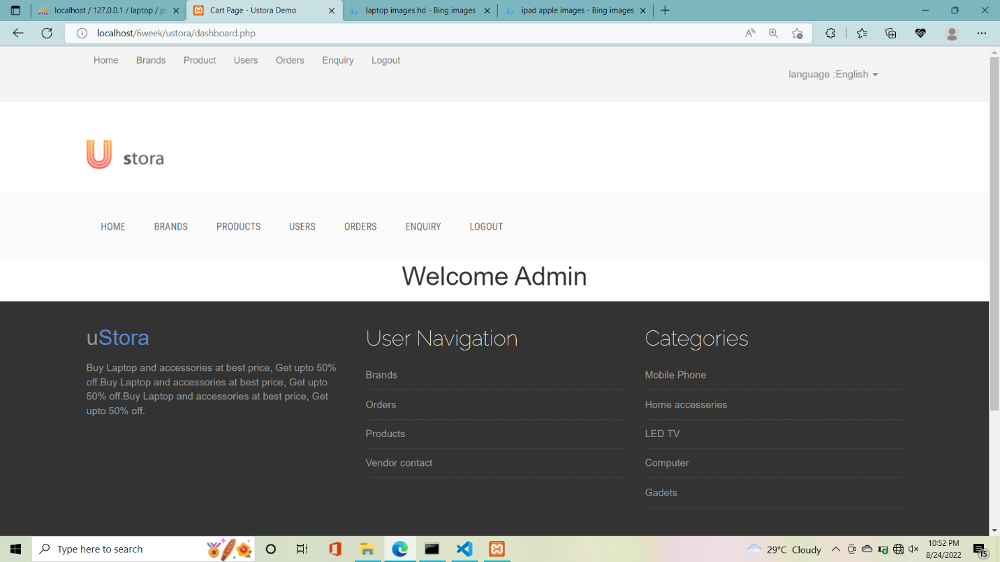 localhost / 127.0.0.1 / laptop / pr
Cart Page - Ustora Demo
laptop images hd - Bing images
ipad apple images - Bing images
localhost/6week/ustora/dashboard.php
Home Brands Product Users Orders Enquiry Logout
language :English
U stora
HOME BRANDS PRODUCTS USERS ORDERS ENQUIRY LOGOUT
Welcome Admin
uStora
Buy Laptop and accessories at best price, Get upto 50%
off.Buy Laptop and accessories at best price, Get upto
50% off.Buy Laptop and accessories at best price, Get
upto 50% off.
User Navigation
Brands
Orders
Products
Vendor contact
Categories
Mobile Phone
Home accesseries
LED TV
Computer
Gadets
Type here to search
29°C Cloudy
10:52 PM
8/24/2022
15